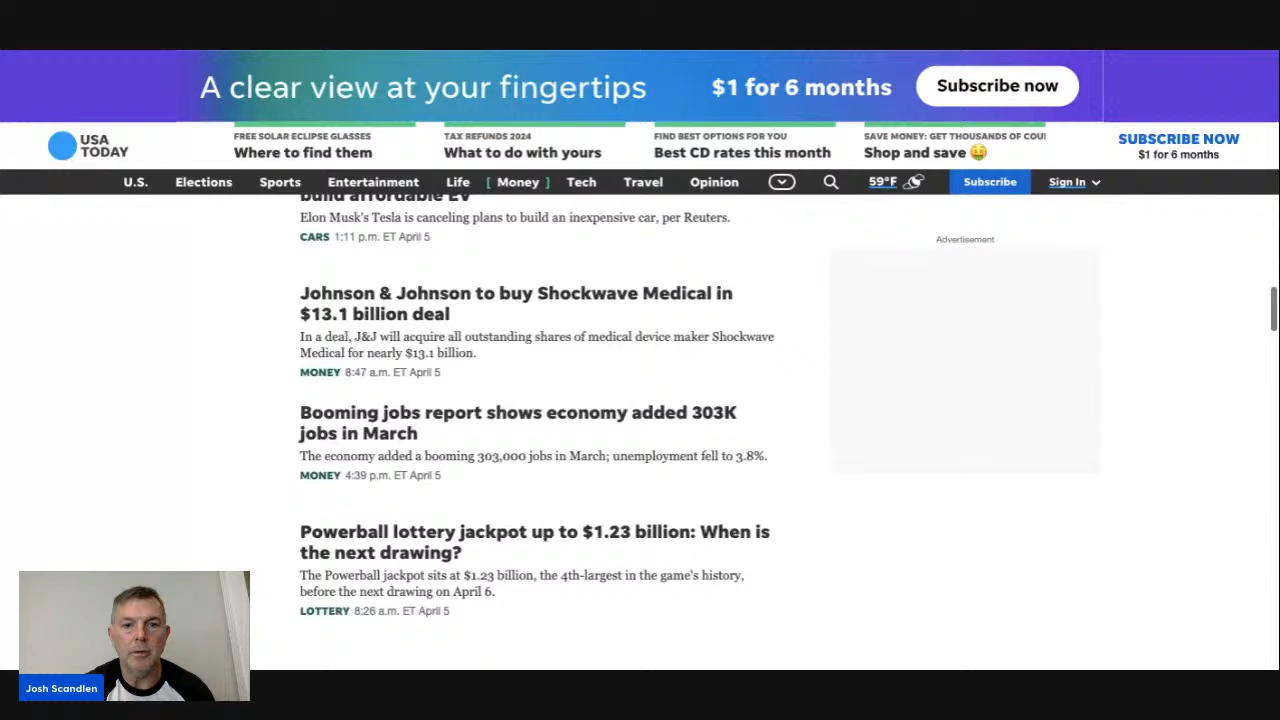 A clear view at your fingertips
$1 for 6 months
Subscribe now
USA
TODAY
FREE SOLAR ECLIPSE GLASSES
Where to find them
TAX REFUNDS 2024
What to do with yours
FIND BEST OPTIONS FOR YOU
Best CD rates this month
SAVE MONEY: GET THOUSANDS OF COU
Shop and save
SUBSCRIBE NOW
$1 for 6 months
U.S. Elections Sports Entertainment Life [ Money ] Tech Travel Opinion 59°F Subscribe Sign In
build affordable EV
Elon Musk's Tesla is canceling plans to build an inexpensive car, per Reuters.
CARS 1:11 p.m. ET April 5
Advertisement
Johnson & Johnson to buy Shockwave Medical in
$13.1 billion deal
In a deal, J&J will acquire all outstanding shares of medical device maker Shockwave
Medical for nearly $13.1 billion.
MONEY 8:47 a.m. ET April 5
Booming jobs report shows economy added 303K
jobs in March
The economy added a booming 303,000 jobs in March; unemployment fell to 3.8%.
MONEY 4:39 p.m. ET April 5
Powerball lottery jackpot up to $1.23 billion: When is
the next drawing?
The Powerball jackpot sits at $1.23 billion, the 4th-largest in the game's history,
before the next drawing on April 6.
LOTTERY 8:26 a.m. ET April 5
Josh Scandlen